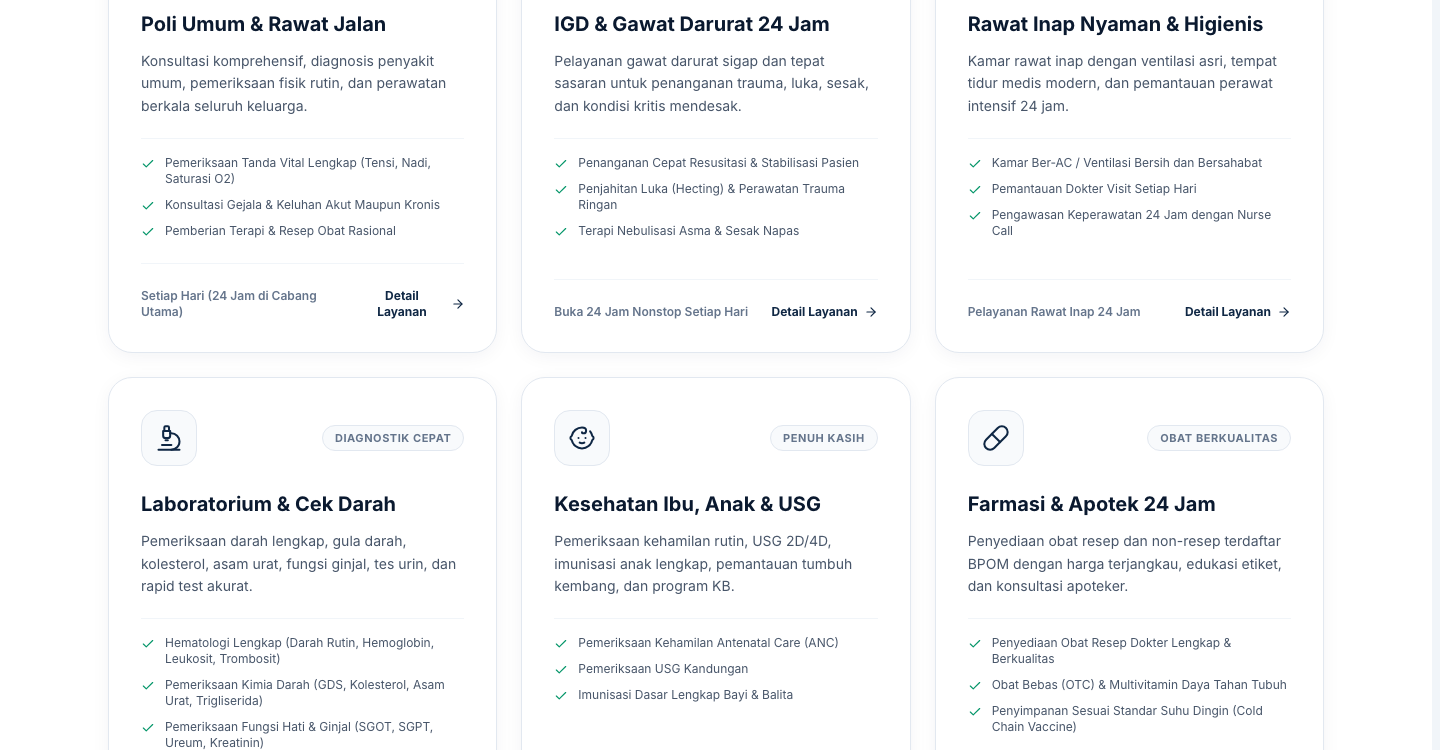 Poli Umum & Rawat Jalan
Konsultasi komprehensif, diagnosis penyakit
umum, pemeriksaan fisik rutin, dan perawatan
berkala seluruh keluarga.
Pemeriksaan Tanda Vital Lengkap (Tensi, Nadi,
Saturasi O2)
Konsultasi Gejala & Keluhan Akut Maupun Kronis
Pemberian Terapi & Resep Obat Rasional
Setiap Hari (24 Jam di Cabang
Utama)
Detail
Layanan
IGD & Gawat Darurat 24 Jam
Pelayanan gawat darurat sigap dan tepat
sasaran untuk penanganan trauma, luka, sesak,
dan kondisi kritis mendesak.
Penanganan Cepat Resusitasi & Stabilisasi Pasien
Penjahitan Luka (Hecting) & Perawatan Trauma
Ringan
Terapi Nebulisasi Asma & Sesak Napas
Buka 24 Jam Nonstop Setiap Hari
Detail Layanan
Rawat Inap Nyaman & Higienis
Kamar rawat inap dengan ventilasi asri, tempat
tidur medis modern, dan pemantauan perawat
intensif 24 jam.
Kamar Ber-AC / Ventilasi Bersih dan Bersahabat
Pemantauan Dokter Visit Setiap Hari
Pengawasan Keperawatan 24 Jam dengan Nurse
Call
Pelayanan Rawat Inap 24 Jam
Detail Layanan
DIAGNOSTIK CEPAT
Laboratorium & Cek Darah
Pemeriksaan darah lengkap, gula darah,
kolesterol, asam urat, fungsi ginjal, tes urin, dan
rapid test akurat.
Hematologi Lengkap (Darah Rutin, Hemoglobin,
Leukosit, Trombosit)
Pemeriksaan Kimia Darah (GDS, Kolesterol, Asam
Urat, Trigliserida)
Pemeriksaan Fungsi Hati & Ginjal (SGOT, SGPT,
Ureum, Kreatinin)
PENUH KASIH
Kesehatan Ibu, Anak & USG
Pemeriksaan kehamilan rutin, USG 2D/4D,
imunisasi anak lengkap, pemantauan tumbuh
kembang, dan program KB.
Pemeriksaan Kehamilan Antenatal Care (ANC)
Pemeriksaan USG Kandungan
Imunisasi Dasar Lengkap Bayi & Balita
OBAT BERKUALITAS
Farmasi & Apotek 24 Jam
Penyediaan obat resep dan non-resep terdaftar
BPOM dengan harga terjangkau, edukasi etiket,
dan konsultasi apoteker.
Penyediaan Obat Resep Dokter Lengkap &
Berkualitas
Obat Bebas (OTC) & Multivitamin Daya Tahan Tubuh
Penyimpanan Sesuai Standar Suhu Dingin (Cold
Chain Vaccine)